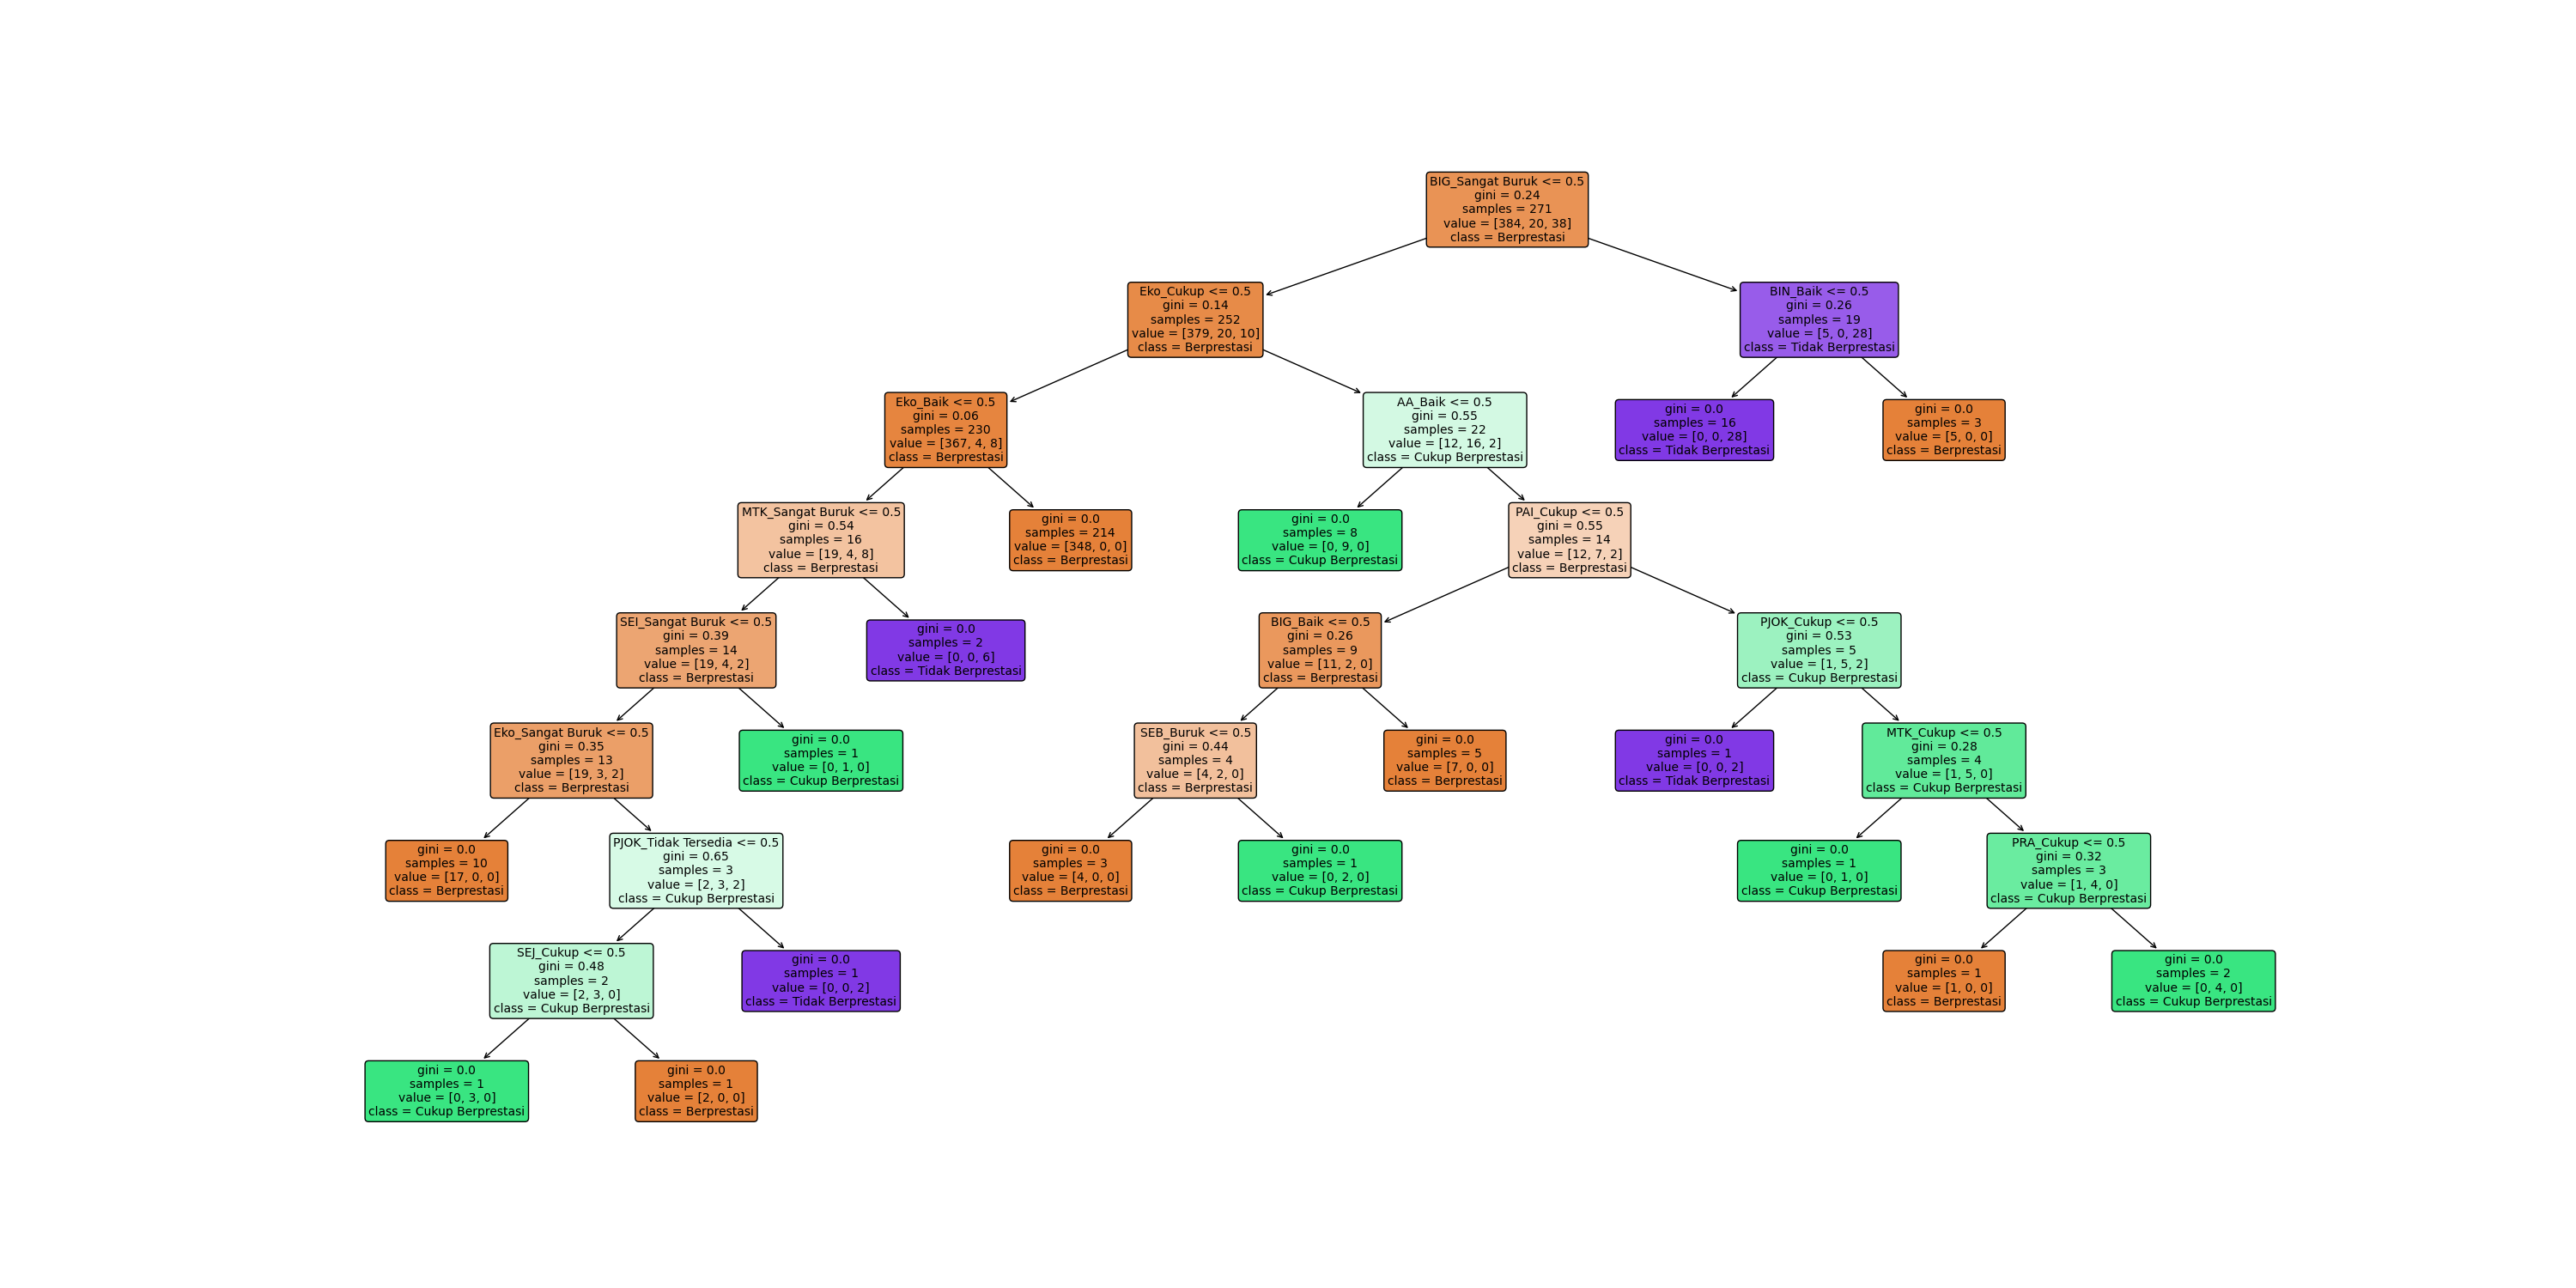 BIG_Sangat Buruk <= 0.5
gini = 0.24
samples = 271
value = [384, 20, 38]
class = Berprestasi
Eko_Cukup <= 0.5
gini = 0.14
samples = 252
value = [379, 20, 10]
class = Berprestasi
BIN_Baik <= 0.5
gini = 0.26
samples = 19
value = [5, 0, 28]
class = Tidak Berprestasi
Eko_Baik <= 0.5
gini = 0.06
samples = 230
value = [367, 4, 8]
class = Berprestasi
AA_Baik <= 0.5
gini = 0.55
samples = 22
value = [12, 16, 2]
class = Cukup Berprestasi
gini = 0.0
samples = 16
value = [0, 0, 28]
class = Tidak Berprestasi
gini = 0.0
samples = 3
value = [5, 0, 0]
class = Berprestasi
MTK_Sangat Buruk <= 0.5
gini = 0.54
samples = 16
value = [19, 4, 8]
class = Berprestasi
gini = 0.0
samples = 214
value = [348, 0, 0]
class = Berprestasi
gini = 0.0
samples = 8
value = [0, 9, 0]
class = Cukup Berprestasi
PAI_Cukup <= 0.5
gini = 0.55
samples = 14
value = [12, 7, 2]
class = Berprestasi
SEI_Sangat Buruk <= 0.5
gini = 0.39
samples = 14
value = [19, 4, 2]
class = Berprestasi
gini = 0.0
samples = 2
value = [0, 0, 6]
class = Tidak Berprestasi
BIG_Baik <= 0.5
gini = 0.26
samples = 9
value = [11, 2, 0]
class = Berprestasi
PJOK_Cukup <= 0.5
gini = 0.53
samples = 5
value = [1, 5, 2]
class = Cukup Berprestasi
Eko_Sangat Buruk <= 0.5
gini = 0.35
samples = 13
value = [19, 3, 2]
class = Berprestasi
gini = 0.0
samples = 1
value = [0, 1, 0]
class = Cukup Berprestasi
SEB_Buruk <= 0.5
gini = 0.44
samples = 4
value = [4, 2, 0]
class = Berprestasi
gini = 0.0
samples = 5
value = [7, 0, 0]
class = Berprestasi
gini = 0.0
samples = 1
value = [0, 0, 2]
class = Tidak Berprestasi
MTK_Cukup <= 0.5
gini = 0.28
samples = 4
value = [1, 5, 0]
class = Cukup Berprestasi
gini = 0.0
samples = 10
value = [17, 0, 0]
class = Berprestasi
PJOK_Tidak Tersedia <= 0.5
gini = 0.65
samples = 3
value = [2, 3, 2]
class = Cukup Berprestasi
gini = 0.0
samples = 3
value = [4, 0, 0]
class = Berprestasi
gini = 0.0
samples = 1
value = [0, 2, 0]
class = Cukup Berprestasi
gini = 0.0
samples = 1
value = [0, 1, 0]
class = Cukup Berprestasi
PRA_Cukup <= 0.5
gini = 0.32
samples = 3
value = [1, 4, 0]
class = Cukup Berprestasi
SEJ_Cukup <= 0.5
gini = 0.48
samples = 2
value = [2, 3, 0]
class = Cukup Berprestasi
gini = 0.0
samples = 1
value = [0, 0, 2]
class = Tidak Berprestasi
gini = 0.0
samples = 1
value = [1, 0, 0]
class = Berprestasi
gini = 0.0
samples = 2
value = [0, 4, 0]
class = Cukup Berprestasi
gini = 0.0
samples = 1
value = [0, 3, 0]
class = Cukup Berprestasi
gini = 0.0
samples = 1
value = [2, 0, 0]
class = Berprestasi